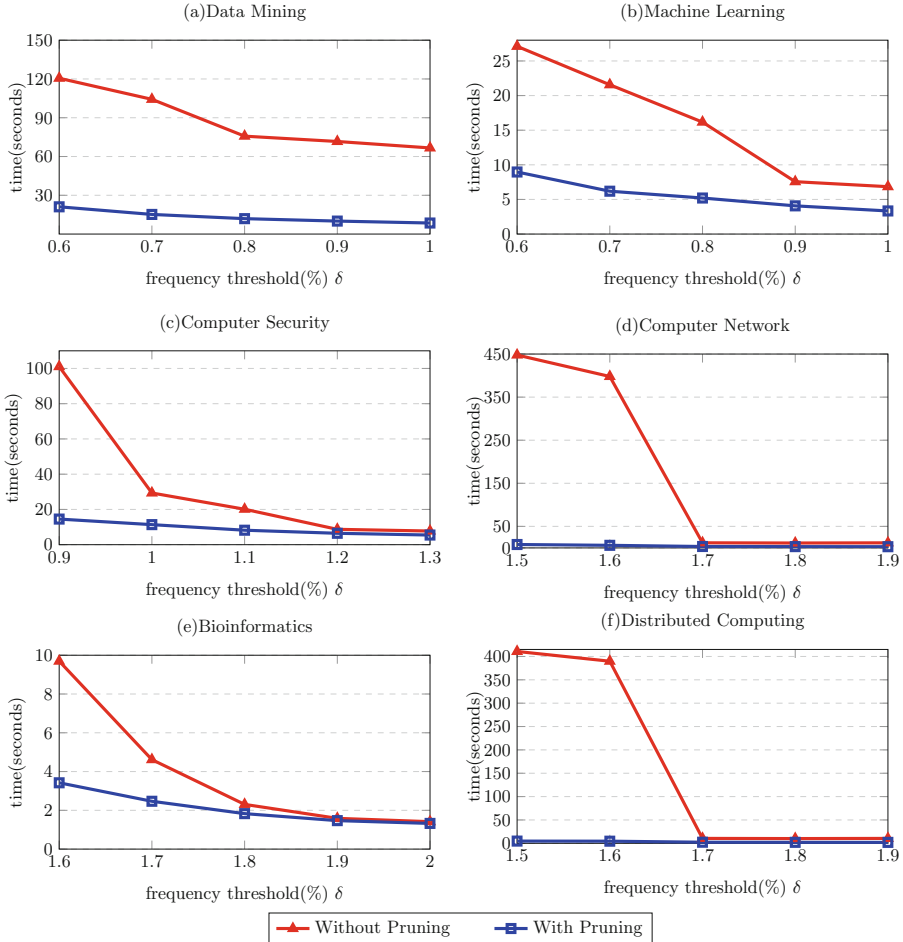 (a)Data Mining
150
120
90
60
30
time(seconds)
0.6 0.7 0.8 0.9 1
frequency threshold(%) δ
(b)Machine Learning
25
20
15
10
5
0
time(seconds)
0.6 0.7 0.8 0.9 1
frequency threshold(%) δ
(c)Computer Security
100
80
60
40
20
0
time(seconds)
0.9 1 1.1 1.2 1.3
frequency threshold(%) δ
(d)Computer Network
450
350
250
150
50
0
time(seconds)
1.5 1.6 1.7 1.8 1.9
frequency threshold(%) δ
(e)Bioinformatics
10
8
6
4
2
0
time(seconds)
1.6 1.7 1.8 1.9 2
frequency threshold(%) δ
(f)Distributed Computing
400
350
300
250
200
150
100
50
0
time(seconds)
1.5 1.6 1.7 1.8 1.9
frequency threshold(%) δ
Without Pruning With Pruning